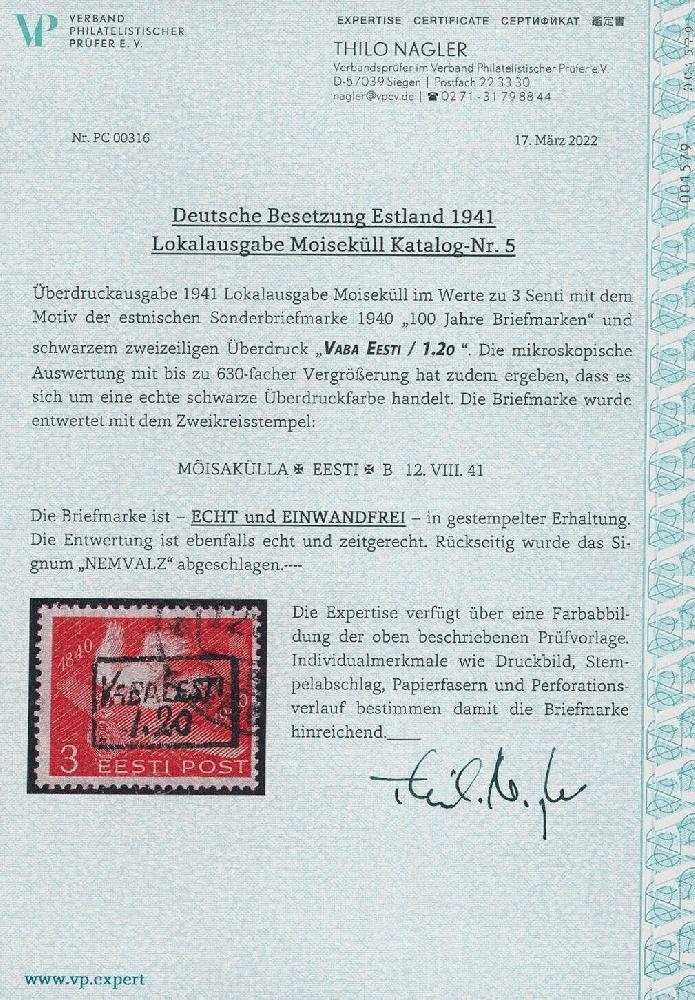 VP VERBAND
PHILATELISTISCHER
PRÜFER E. V.
EXPERTISE CERTIFICATE СЕРТИФИКАТ 鑑定書
THILO NAGLER
Verbandsprüfer im Verband Philatelistischer Prüfer e.V.
D-57039 Siegen | Postfach 22 33 30
nagler@vpev.de | ☎ 02 71 - 31 79 88 44
Nr. PC 00316
17. März 2022
Deutsche Besetzung Estland 1941
Lokalausgabe Moiseküll Katalog-Nr. 5
Überdruckausgabe 1941 Lokalausgabe Moiseküll im Werte zu 3 Senti mit dem
Motiv der estnischen Sonderbriefmarke 1940 „100 Jahre Briefmarken“ und
schwarzem zweizeiligen Überdruck „VABA EESTI / 1.20 “. Die mikroskopische
Auswertung mit bis zu 630-facher Vergrößerung hat zudem ergeben, dass es
sich um eine echte schwarze Überdruckfarbe handelt. Die Briefmarke wurde
entwertet mit dem Zweikreisstempel:
MÕISAKÜLLA ✠ EESTI ✠ B 12. VIII. 41
Die Briefmarke ist – ECHT und EINWANDFREI – in gestempelter Erhaltung.
Die Entwertung ist ebenfalls echt und zeitgerecht. Rückseitig wurde das Si-
gnum „NEMVALZ“ abgeschlagen.----
Die Expertise verfügt über eine Farbabbil-
dung der oben beschriebenen Prüfvorlage.
Individualmerkmale wie Druckbild, Stem-
pelabschlag, Papierfasern und Perforations-
verlauf bestimmen damit die Briefmarke
hinreichend.____
1840
VABA EESTI
1.20
3 EESTI POST
www.vp.expert
001579